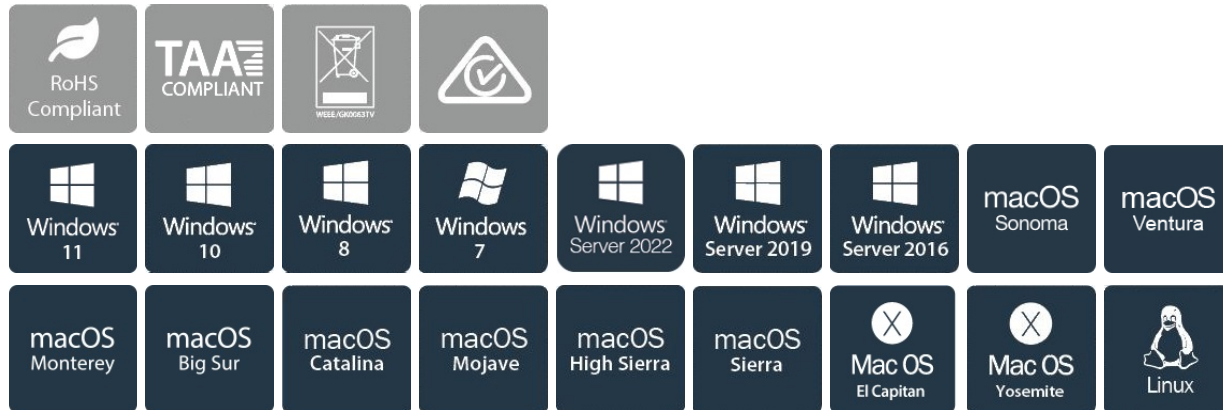 RoHS
Compliant
TAA
COMPLIANT
WEEE/GK0063TV
Windows
11
Windows
10
Windows
8
Windows
7
Windows
Server 2022
Windows
Server 2019
Windows
Server 2016
macOS
Sonoma
macOS
Ventura
macOS
Monterey
macOS
Big Sur
macOS
Catalina
macOS
Mojave
macOS
High Sierra
macOS
Sierra
X
Mac OS
El Capitan
X
Mac OS
Yosemite
Linux